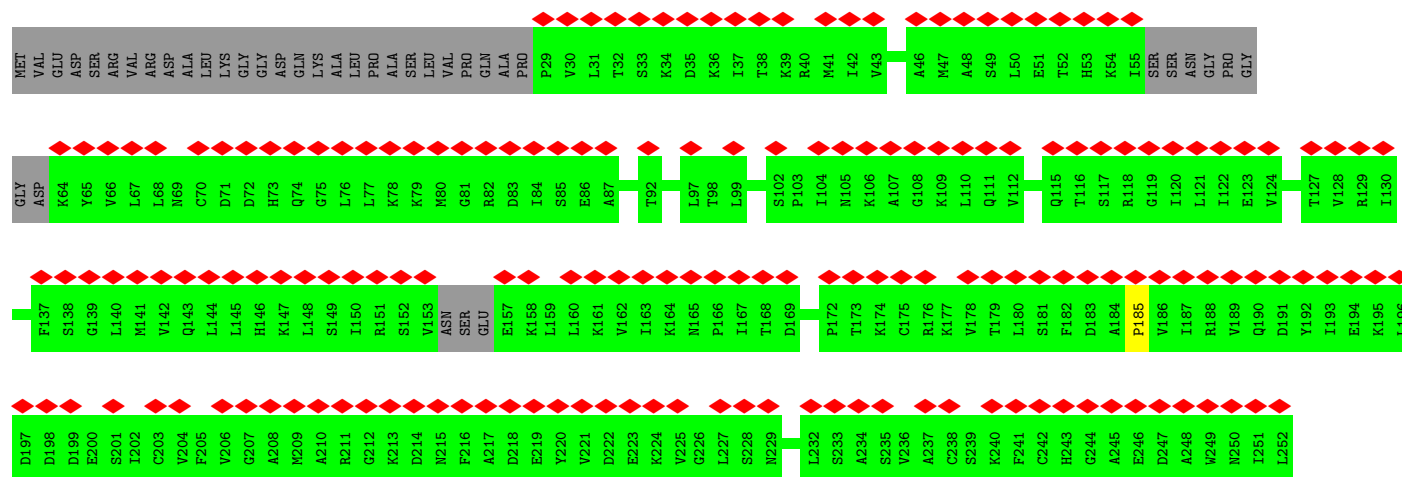 MET VAL GLU ASP SER ARG VAL ARG ASP ALA LEU LYS GLY GLY ASP GLN LYS ALA LEU PRO ALA SER LEU VAL PRO GLN ALA PRO P29 V30 L31 T32 S33 K34 D35 K36 I37 T38 K39 R40 M41 I42 V43 A46 M47 A48 S49 L50 E51 T52 H53 K54 I55 SER SER ASN GLY PRO GLY
GLY ASP K64 Y65 V66 L67 L68 N69 C70 D71 D72 H73 Q74 G75 L76 L77 K78 K79 M80 G81 R82 D83 I84 S85 E86 A87 T92 L97 T98 L99 S102 P103 I104 N105 K106 A107 G108 K109 L110 Q111 V112 Q115 T116 S117 R118 G119 I120 L121 I122 E123 V124 T127 V128 R129 I130
F137 S138 G139 L140 M141 V142 Q143 L144 L145 H146 K147 L148 S149 I150 R151 S152 V153 ASN SER GLU E157 K158 L159 L160 K161 V162 I163 K164 N165 P166 I167 T168 D169 P172 T173 K174 C175 R176 K177 V178 T179 L180 S181 F182 D183 A184 P185 V186 I187 R188 V189 Q190 D191 Y192 I193 E194 K195 L196
D197 D198 D199 E200 S201 I202 C203 V204 F205 V206 G207 A208 M209 A210 R211 G212 K213 D214 N215 F216 A217 D218 E219 Y220 V221 D222 E223 K224 V225 G226 L227 S228 N229 L232 S233 A234 S235 V236 A237 C238 S239 K240 F241 C242 H243 G244 A245 E246 D247 A248 W249 N250 I251 L252